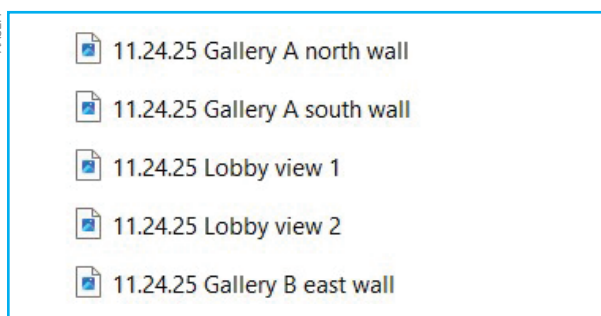 11.24.25 Gallery A north wall
11.24.25 Gallery A south wall
11.24.25 Lobby view 1
11.24.25 Lobby view 2
11.24.25 Gallery B east wall